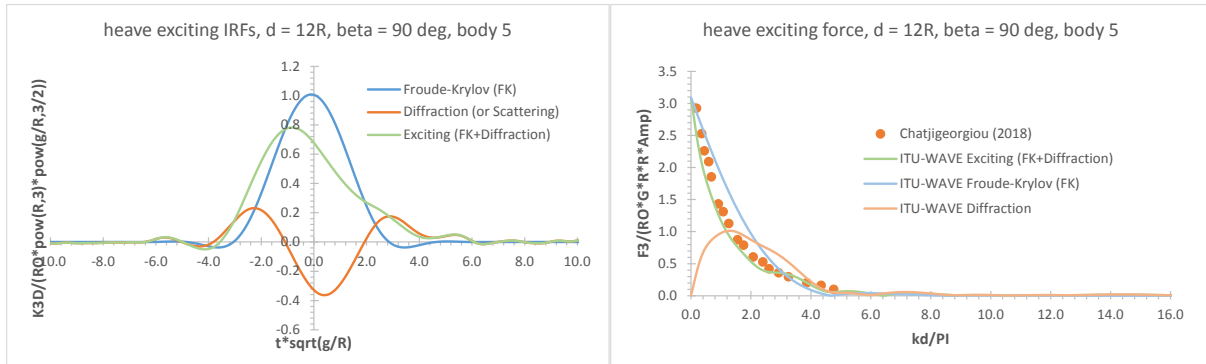 heave exciting IRFs, d = 12R, beta = 90 deg, body 5
K3D/(RO*pow(R,3)*pow(g/R,3/2))
1.2
1.0
0.8
0.6
0.4
0.2
0.0
-0.2
-0.4
-0.6
-10.0 -8.0 -6.0 -4.0 -2.0 0.0 2.0 4.0 6.0 8.0 10.0
t*sqrt(g/R)
Froude-Krylov (FK)
Diffraction (or Scattering)
Exciting (FK+Diffraction)
heave exciting force, d = 12R, beta = 90 deg, body 5
F3/(RO*G*R*R*Amp)
3.5
3.0
2.5
2.0
1.5
1.0
0.5
0.0
0.0 2.0 4.0 6.0 8.0 10.0 12.0 14.0 16.0
kd/PI
Chatjigeorgiou (2018)
ITU-WAVE Exciting (FK+Diffraction)
ITU-WAVE Froude-Krylov (FK)
ITU-WAVE Diffraction